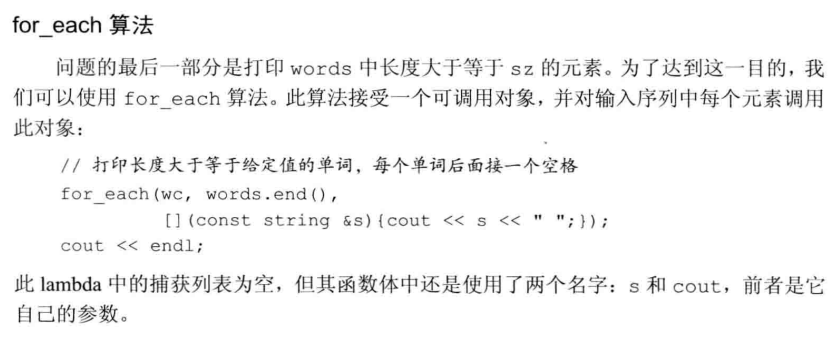 for_each 算法
问题的最后一部分是打印 words 中长度大于等于 sz 的元素。为了达到这一目的，我
们可以使用 for_each 算法。此算法接受一个可调用对象，并对输入序列中每个元素调用
此对象：
// 打印长度大于等于给定值的单词，每个单词后面接一个空格
for_each(wc, words.end(),
[](const string &s){cout << s << " ";});
cout << endl;
此 lambda 中的捕获列表为空，但其函数体中还是使用了两个名字：s 和 cout，前者是它
自己的参数。